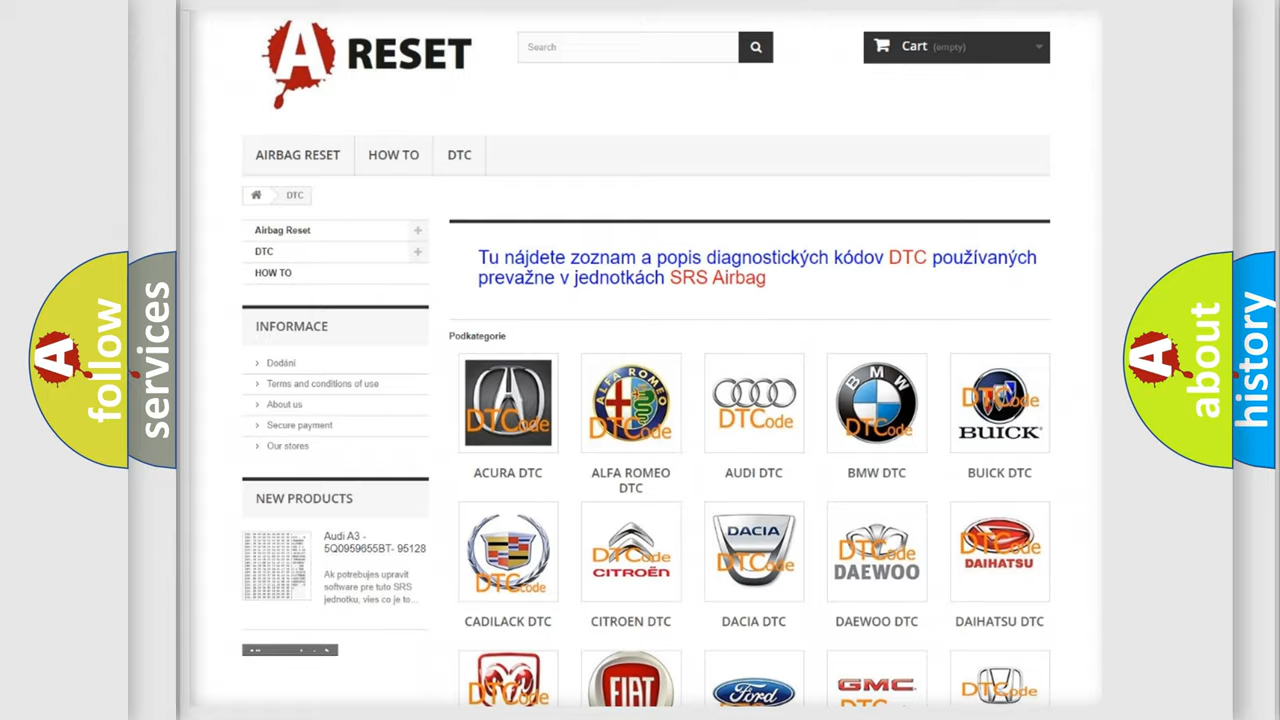 A RESET
Search
Cart (empty)
AIRBAG RESET
HOW TO
DTC
DTC
Airbag Reset
DTC
HOW TO
INFORMACE
Dodání
Terms and conditions of use
About us
Secure payment
Our stores
NEW PRODUCTS
Audi A3 -
5Q0959655BT- 95128
Ak potrebujes upravit
software pre tuto SRS
jednotku, vies co je to...
Tu nájdete zoznam a popis diagnostických kódov DTC používaných
prevažne v jednotkách SRS Airbag
Podkategorie
DTCode
ALFA ROMEO
DTCode
DTCode
BMW
DTCode
DTCode
BUICK
ACURA DTC
ALFA ROMEO
DTC
AUDI DTC
BMW DTC
BUICK DTC
DTCode
DTCode
CITROËN
DACIA
DTCode
DTCode
DAEWOO
DTCode
DAIHATSU
CADILACK DTC
CITROEN DTC
DACIA DTC
DAEWOO DTC
DAIHATSU DTC
DTCode
FIAT
Ford
GMC
DTCode
A follow
services
A about
history